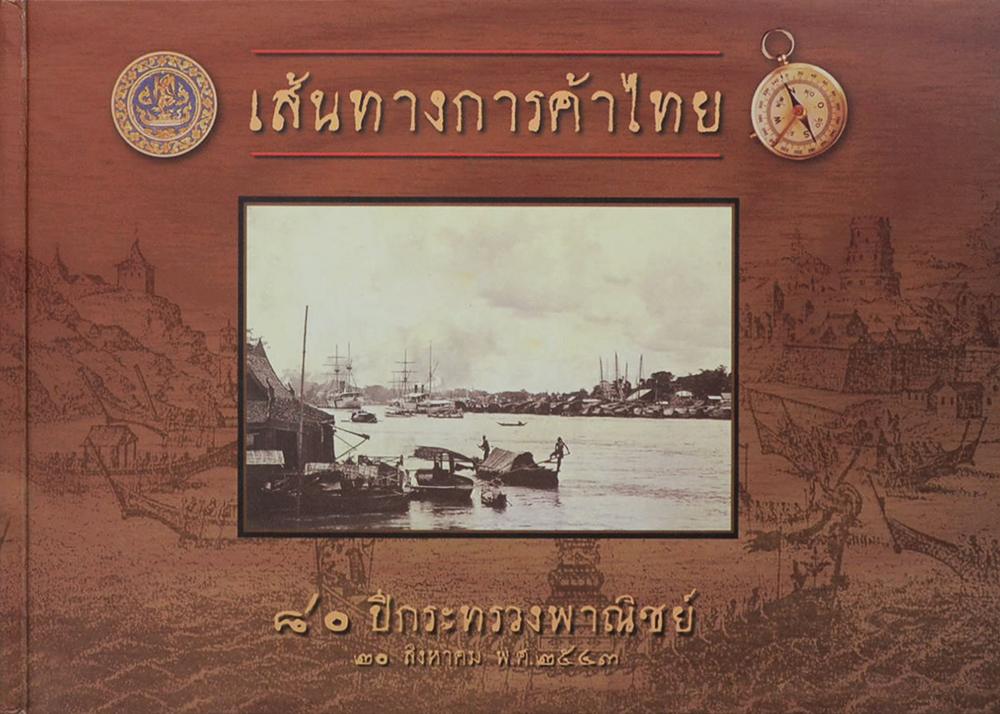 เส้นทางการค้าไทย
๘๐ ปีกระทรวงพาณิชย์
๒๐ สิงหาคม พ.ศ.๒๕๔๓